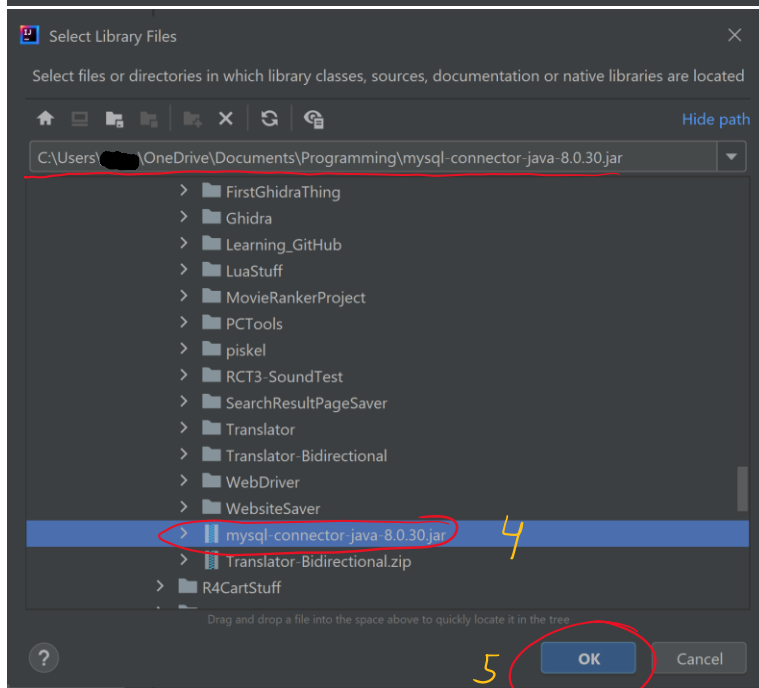 Select Library Files
Select files or directories in which library classes, sources, documentation or native libraries are located
Hide path
C:\Users\ \OneDrive\Documents\Programming\mysql-connector-java-8.0.30.jar
FirstGhidraThing
Ghidra
Learning_GitHub
LuaStuff
MovieRankerProject
PCTools
piskel
RCT3-SoundTest
SearchResultPageSaver
Translator
Translator-Bidirectional
WebDriver
WebsiteSaver
mysql-connector-java-8.0.30.jar 4
Translator-Bidirectional.zip
R4CartStuff
Drag and drop a file into the space above to quickly locate it in the tree
? 5 OK Cancel